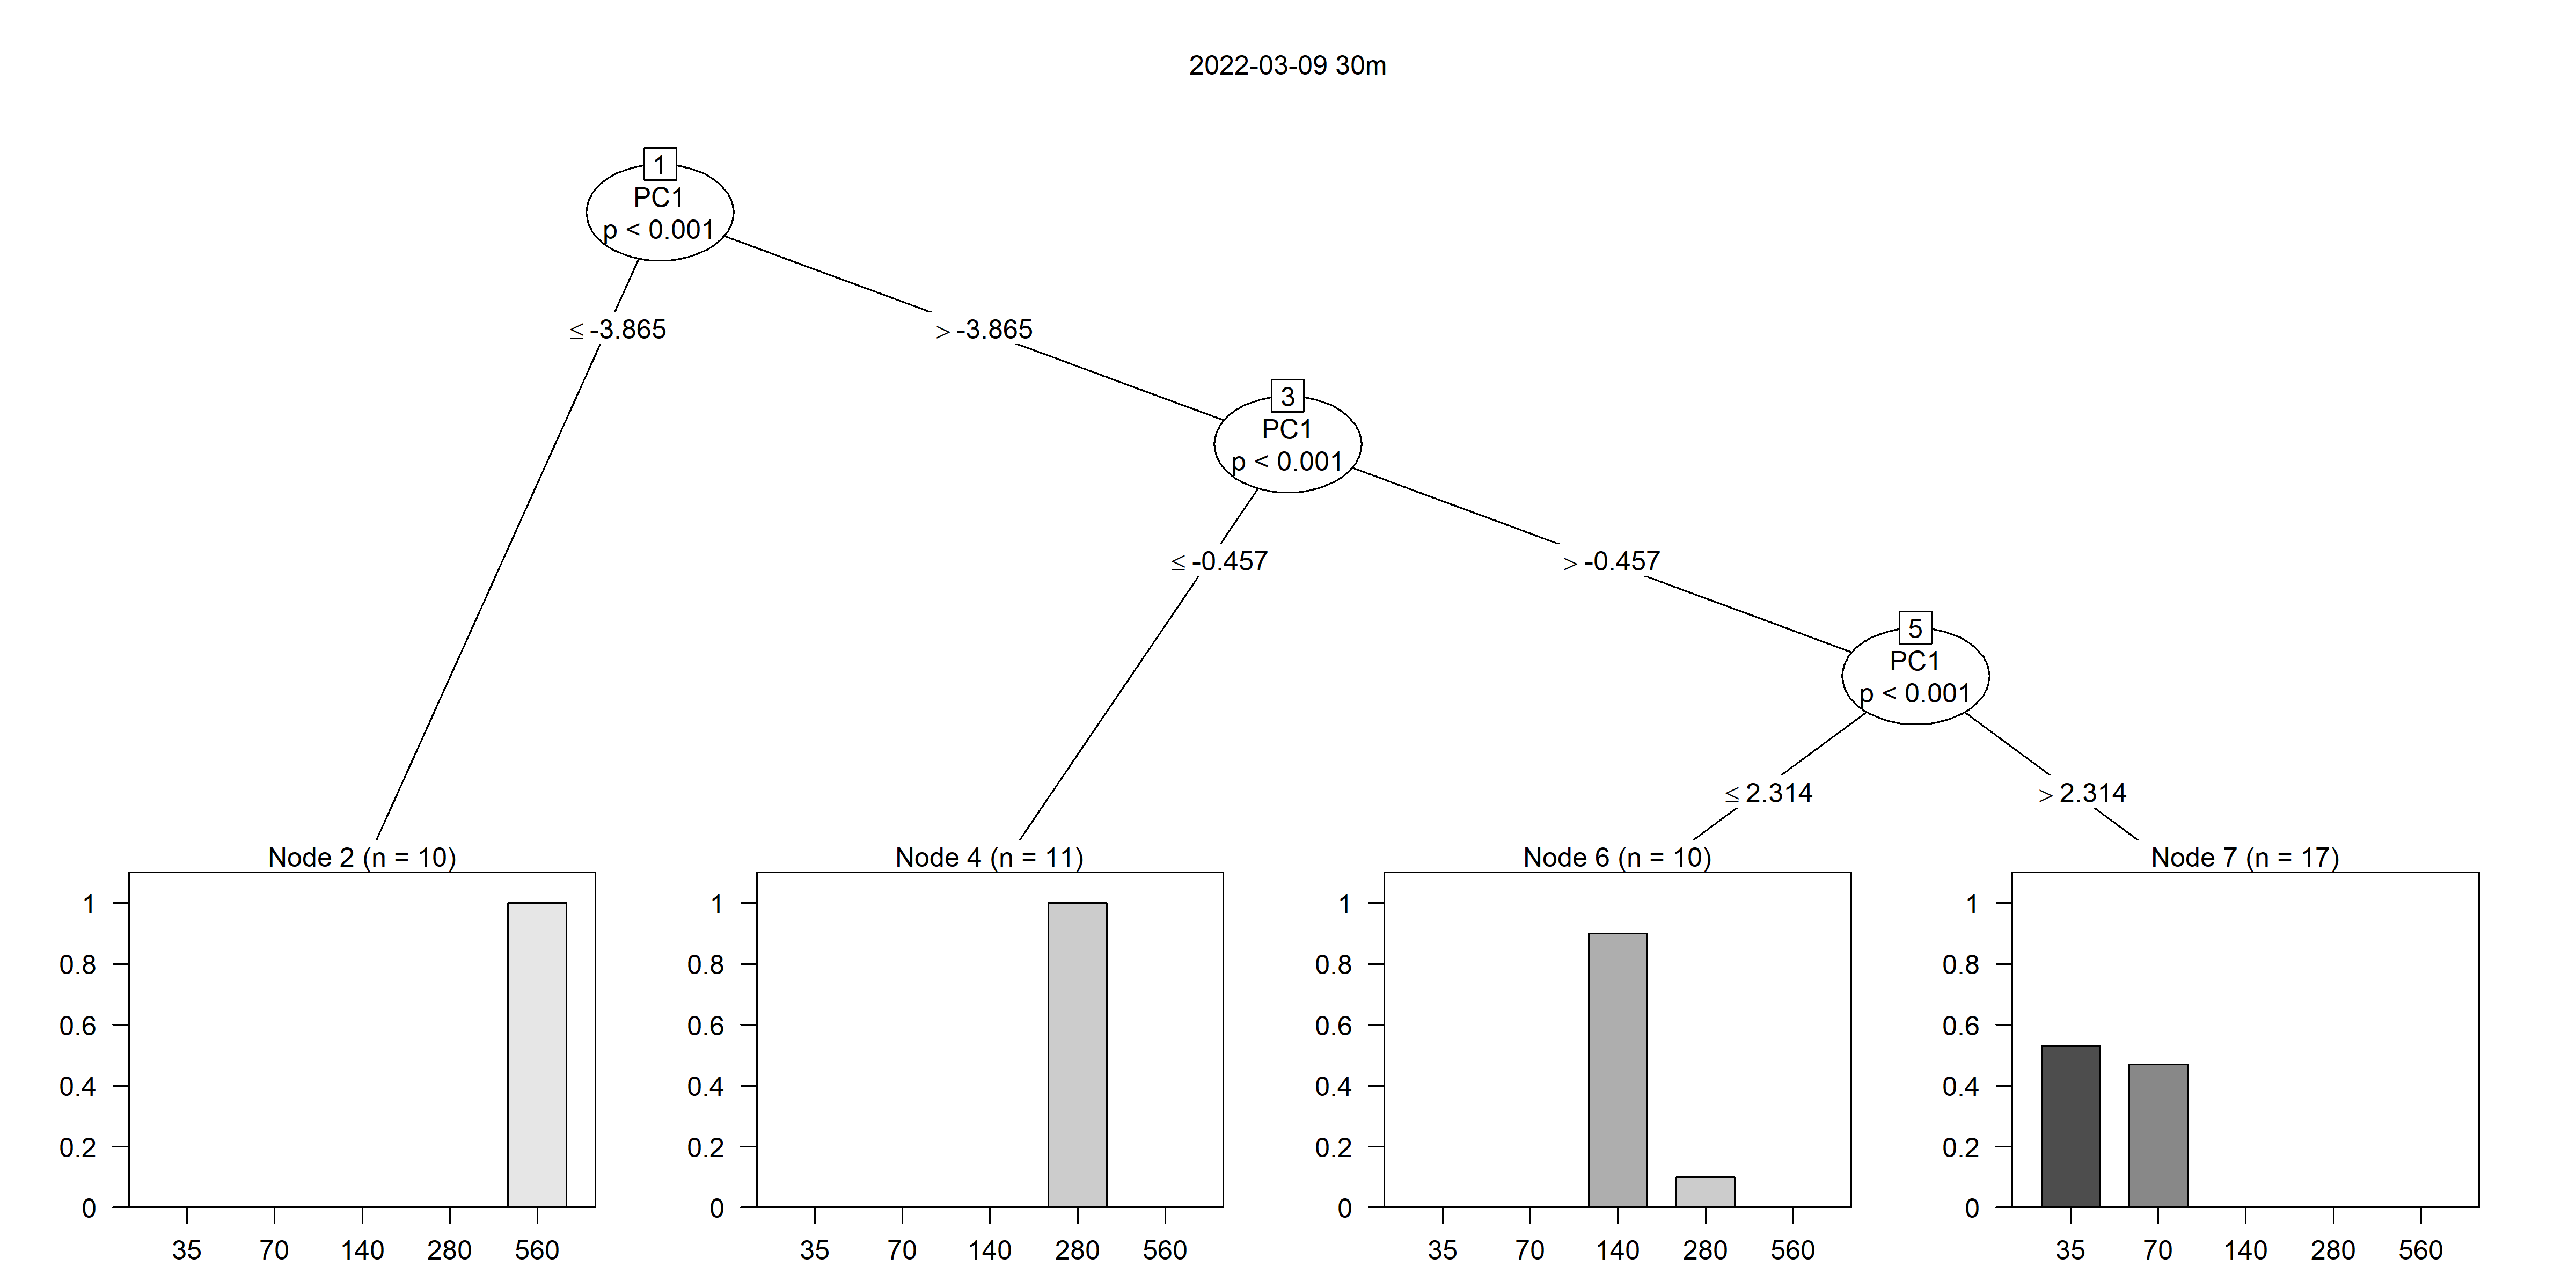 2022-03-09 30m
1
PC1
p < 0.001
≤ -3.865
> -3.865
3
PC1
p < 0.001
≤ -0.457
> -0.457
5
PC1
p < 0.001
≤ 2.314
> 2.314
Node 2 (n = 10)
1
0.8
0.6
0.4
0.2
0
35 70 140 280 560
Node 4 (n = 11)
1
0.8
0.6
0.4
0.2
0
35 70 140 280 560
Node 6 (n = 10)
1
0.8
0.6
0.4
0.2
0
35 70 140 280 560
Node 7 (n = 17)
1
0.8
0.6
0.4
0.2
0
35 70 140 280 560